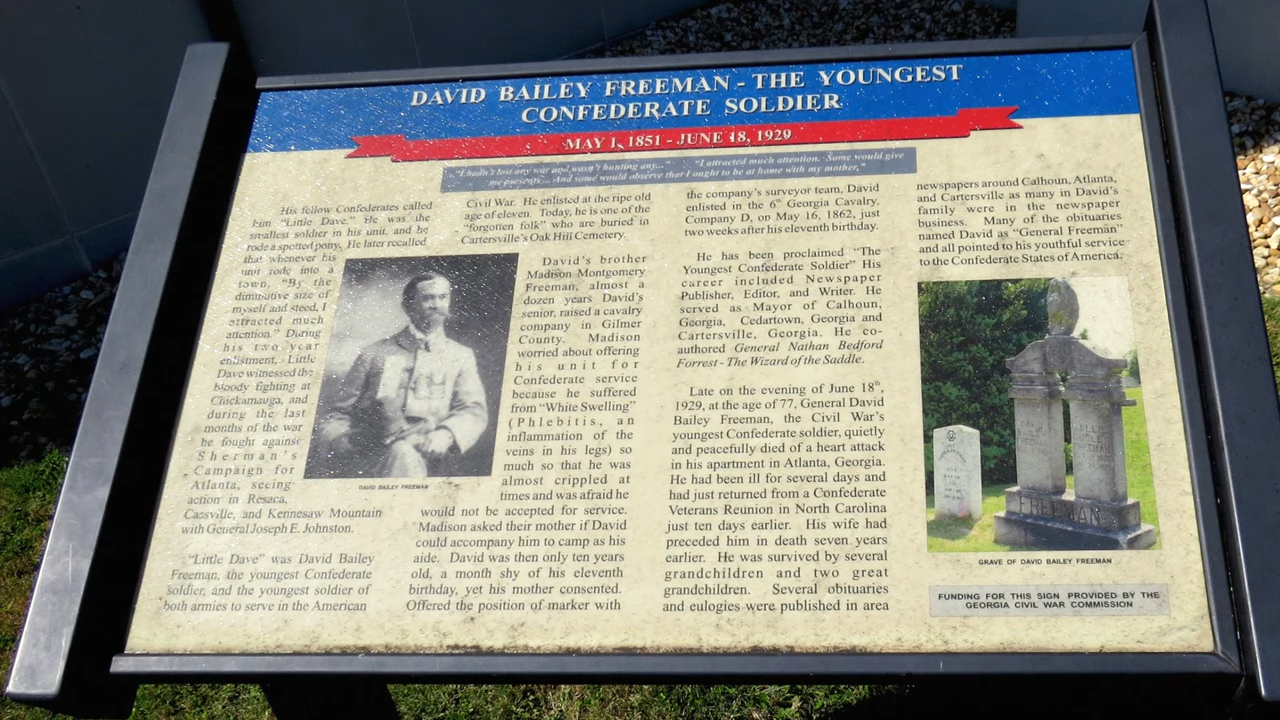 DAVID BAILEY FREEMAN - THE YOUNGEST
CONFEDERATE SOLDIER
MAY 1, 1851 - JUNE 18, 1929
"I hadn't lost any war and wasn't hunting any..." "I attracted much attention. Some would give
me presents... And some would observe that I ought to be at home with my mother,"
His fellow Confederates called
him "Little Dave." He was the
smallest soldier in his unit, and he
rode a spotted pony. He later recalled
that whenever his
unit rode into a
town, "By the
diminutive size of
myself and steed, I
attracted much
attention." During
his two year
enlistment, Little
Dave witnessed the
bloody fighting at
Chickamauga, and
during the last
months of the war
he fought against
Sherman's
Campaign for
Atlanta, seeing
action in Resaca,
Cassville, and Kennesaw Mountain
with General Joseph E. Johnston.
"Little Dave" was David Bailey
Freeman, the youngest Confederate
soldier, and the youngest soldier of
both armies to serve in the American
Civil War. He enlisted at the ripe old
age of eleven. Today, he is one of the
"forgotten folk" who are buried in
Cartersville's Oak Hill Cemetery.
David's brother
Madison Montgomery
Freeman, almost a
dozen years David's
senior, raised a cavalry
company in Gilmer
County. Madison
worried about offering
his unit for
Confederate service
because he suffered
from "White Swelling"
(Phlebitis, an
inflammation of the
veins in his legs) so
much so that he was
almost crippled at
times and was afraid he
would not be accepted for service.
Madison asked their mother if David
could accompany him to camp as his
aide. David was then only ten years
old, a month shy of his eleventh
birthday, yet his mother consented.
Offered the position of marker with
DAVID BAILEY FREEMAN
the company's surveyor team, David
enlisted in the 6th Georgia Cavalry,
Company D, on May 16, 1862, just
two weeks after his eleventh birthday.
He has been proclaimed "The
Youngest Confederate Soldier" His
career included Newspaper
Publisher, Editor, and Writer. He
served as Mayor of Calhoun,
Georgia, Cedartown, Georgia and
Cartersville, Georgia. He co-
authored General Nathan Bedford
Forrest - The Wizard of the Saddle.
Late on the evening of June 18th,
1929, at the age of 77, General David
Bailey Freeman, the Civil War's
youngest Confederate soldier, quietly
and peacefully died of a heart attack
in his apartment in Atlanta, Georgia.
He had been ill for several days and
had just returned from a Confederate
Veterans Reunion in North Carolina
just ten days earlier. His wife had
preceded him in death seven years
earlier. He was survived by several
grandchildren and two great
grandchildren. Several obituaries
and eulogies were published in area
newspapers around Calhoun, Atlanta,
and Cartersville as many in David's
family were in the newspaper
business. Many of the obituaries
named David as "General Freeman"
and all pointed to his youthful service
to the Confederate States of America.
FREEMAN
GRAVE OF DAVID BAILEY FREEMAN
FUNDING FOR THIS SIGN PROVIDED BY THE
GEORGIA CIVIL WAR COMMISSION